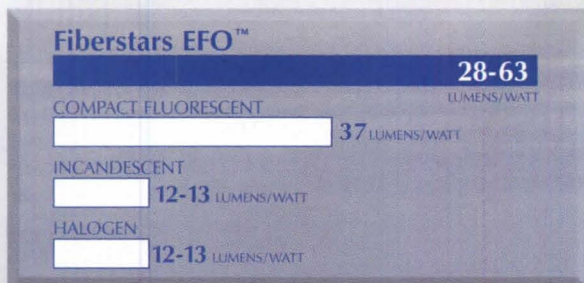 Fiberstars EFO™
28-63
LUMENS/WATT
COMPACT FLUORESCENT
37 LUMENS/WATT
INCANDESCENT
12-13 LUMENS/WATT
HALOGEN
12-13 LUMENS/WATT